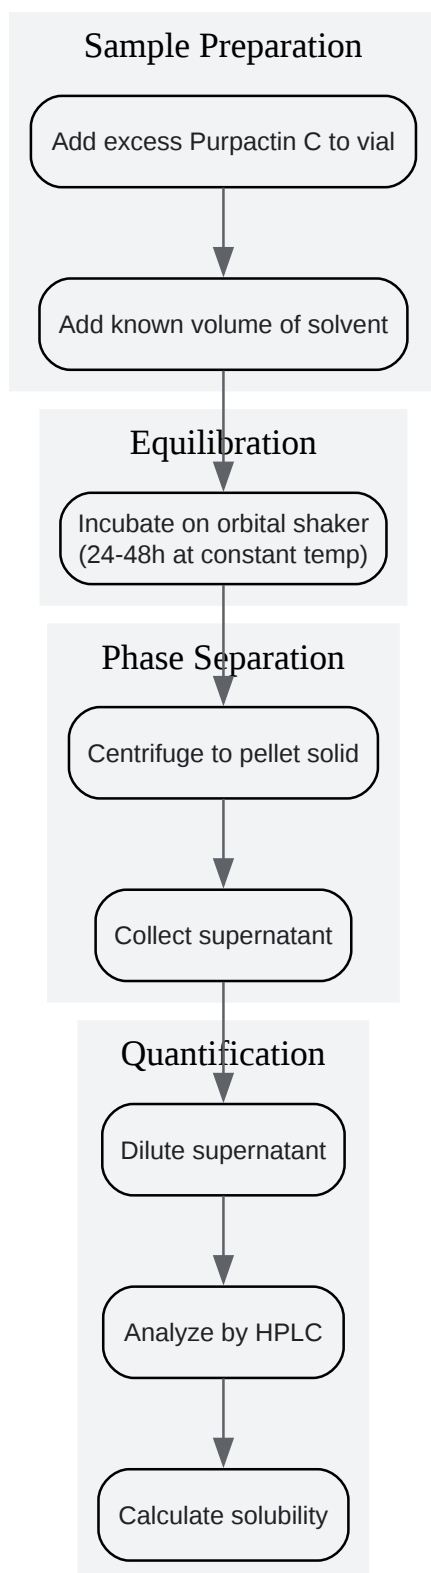 Sample Preparation
Add excess Purpactin C to vial
Add known volume of solvent
Equilibration
Incubate on orbital shaker
(24-48h at constant temp)
Phase Separation
Centrifuge to pellet solid
Collect supernatant
Quantification
Dilute supernatant
Analyze by HPLC
Calculate solubility